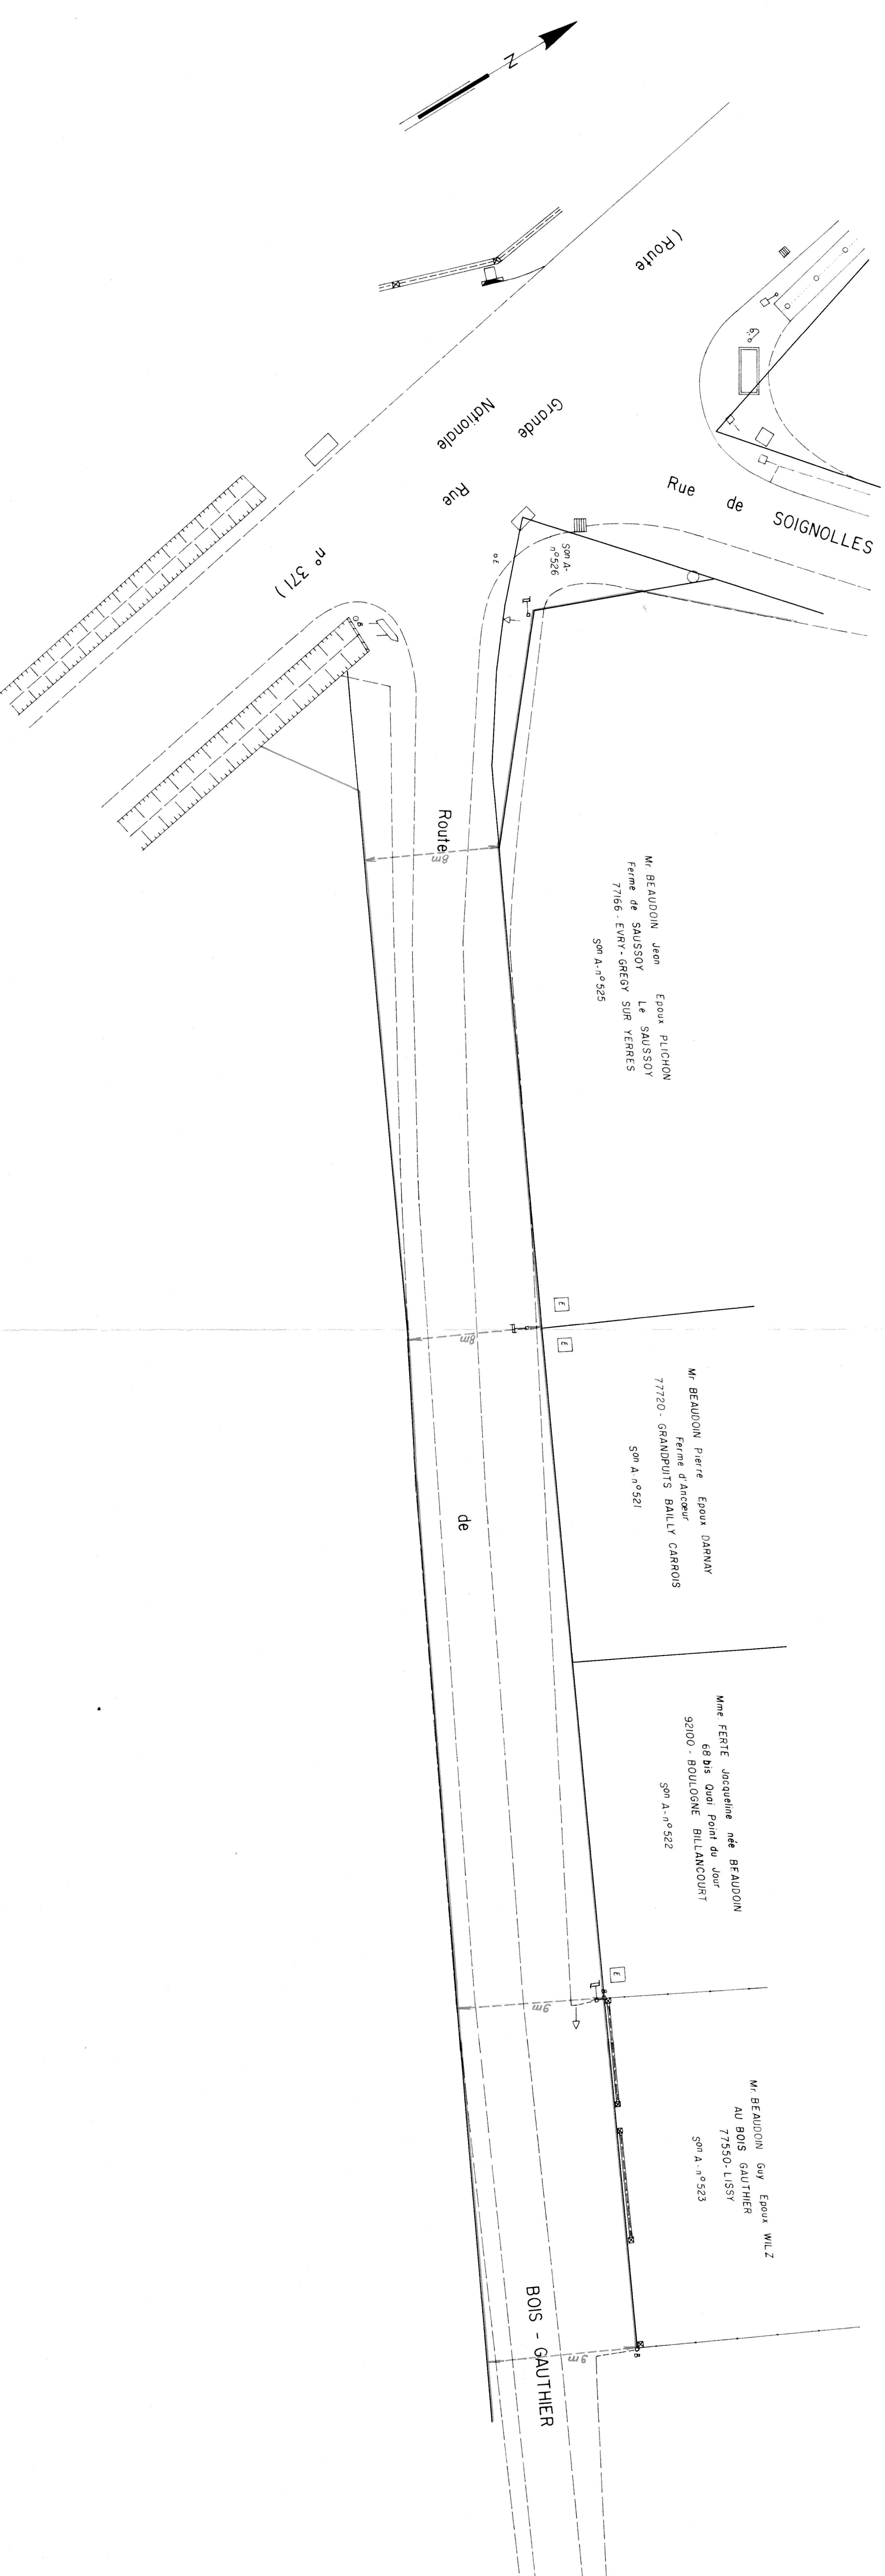 N
(Route
Nationale
n° 371)
Grande
Rue
Rue de SOIGNOLLES
Son A-
n° 526
E
B
Route
8m
Mr. BEAUDOIN Jean Epoux PLICHON
Ferme de SAUSSOY Le SAUSSOY
77166 - EVRY - GREGY SUR YERRES
Son A - n° 525
E
E
8m
Mr BEAUDOIN Pierre Epoux DARNAY
Ferme d'Ancœur
77720 - GRANDPUITS BAILLY CARROIS
Son A - n° 521
de
Mme FERTE Jacqueline née BEAUDOIN
68 bis Quai Point du Jour
92100 - BOULOGNE BILLANCOURT
Son A - n° 522
E
B
9m
Mr. BEAUDOIN Guy Epoux WILZ
AU BOIS GAUTHIER
77550 - LISSY
Son A - n° 523
BOIS - GAUTHIER
9m
B